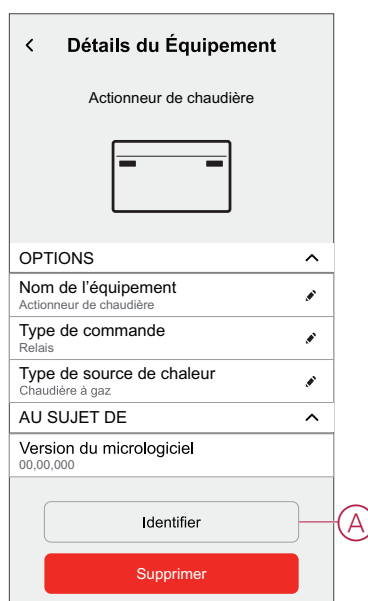 Détails du Équipement
Actionneur de chaudière
OPTIONS
Nom de l'équipement
Actionneur de chaudière
Type de commande
Relais
Type de source de chaleur
Chaudière à gaz
AU SUJET DE
Version du micrologiciel
00,00,000
Identifier
A
Supprimer